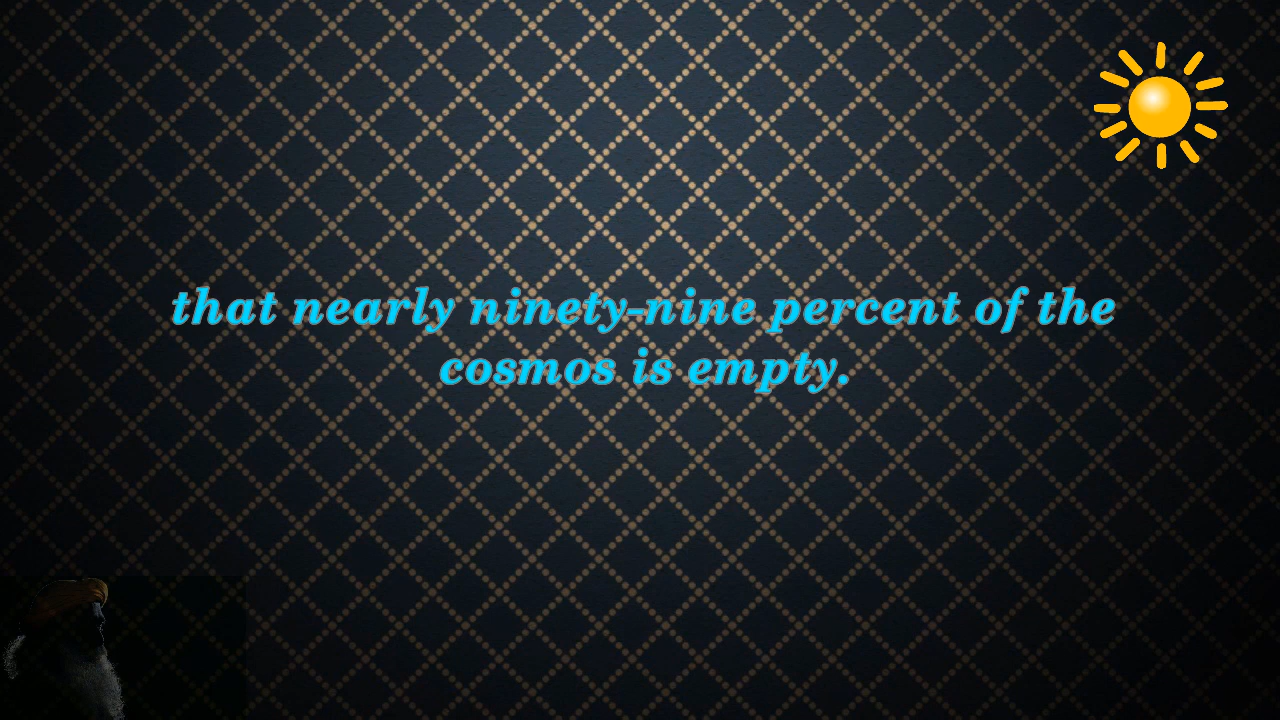 that nearly ninety-nine percent of the
cosmos is empty.